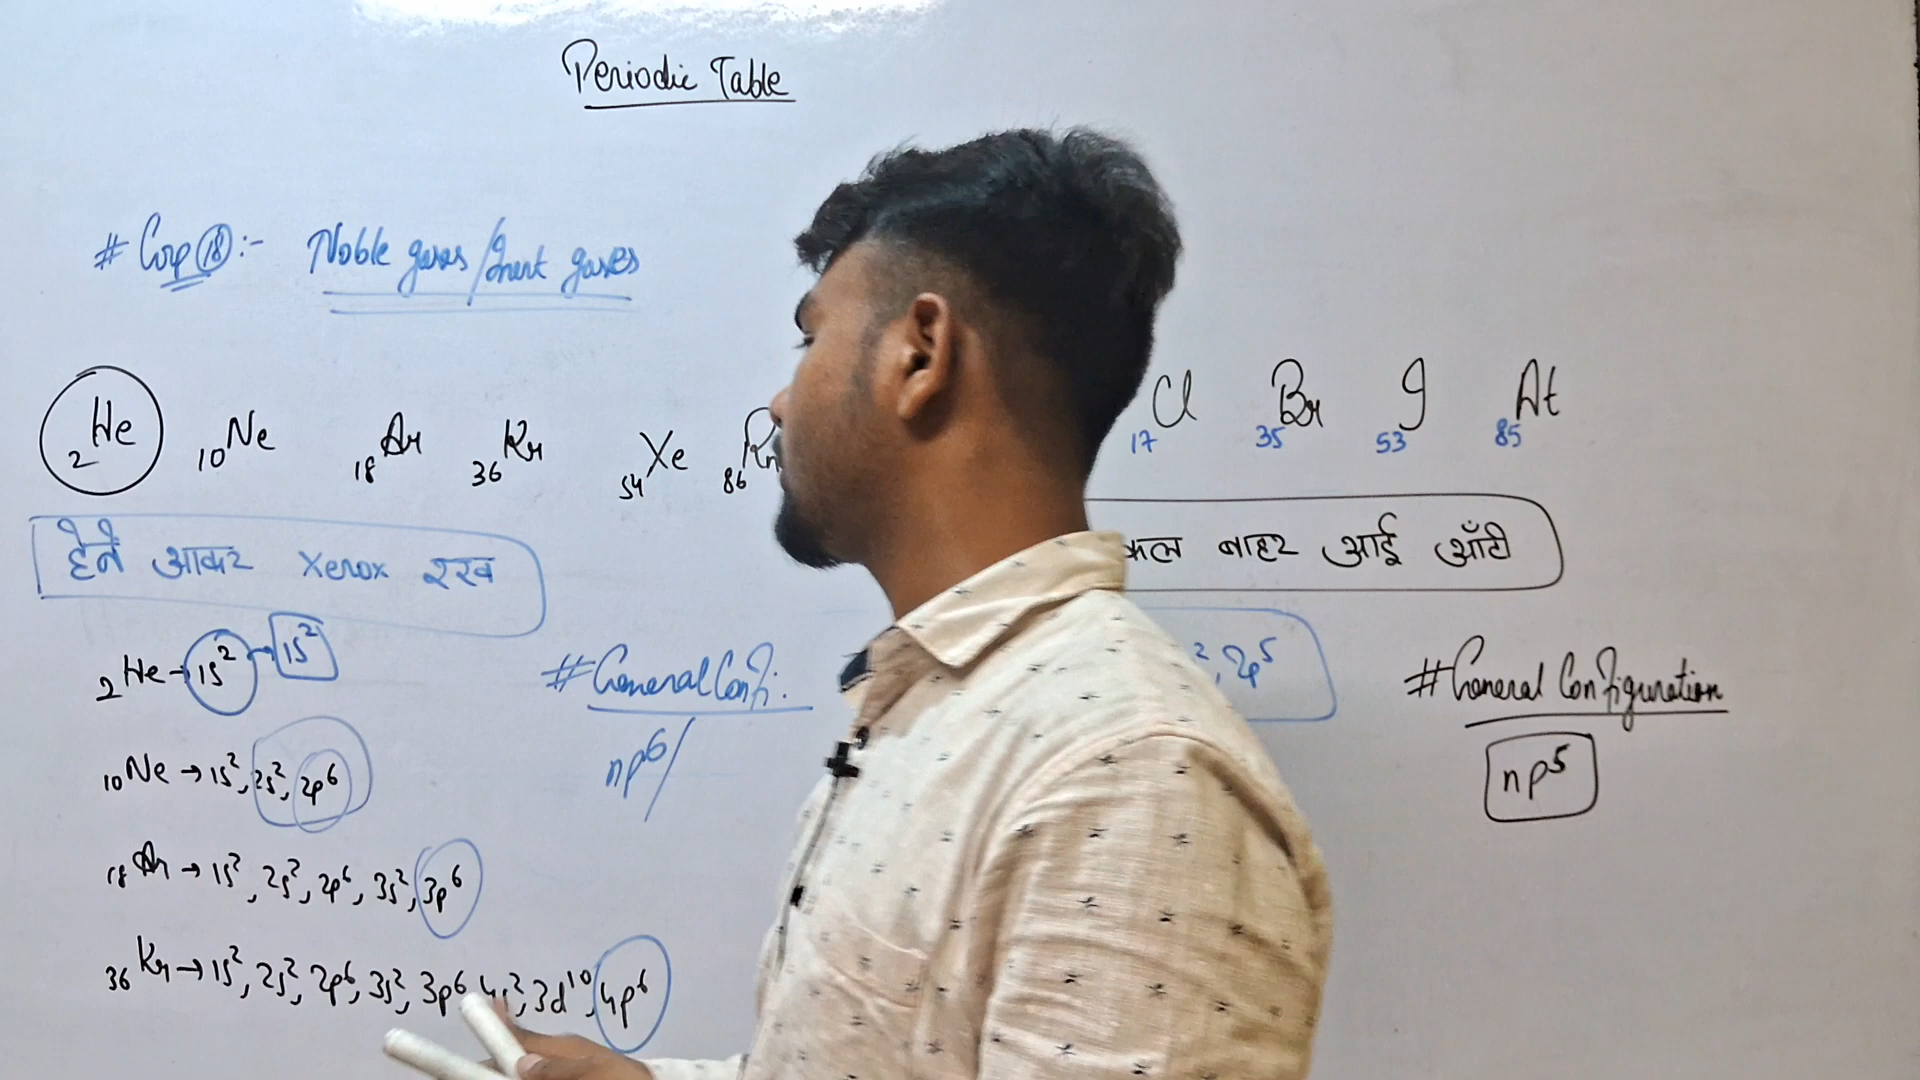 Periodic Table
# Grp 18 :- Noble gases/Inert gases
2He 10Ne 18Ar 36Kr 54Xe 86Rn
17Cl 35Br 53I 85At
हेने आकर Xerox रख
कल बाहर आई आँटी
2He → 1s² → 1s²
# General Confi.
np⁶/
², 2p⁵
# General Configuration
np⁵
10Ne → 1s², 2s², 2p⁶
18Ar → 1s², 2s², 2p⁶, 3s², 3p⁶
36Kr → 1s², 2s², 2p⁶, 3s², 3p⁶ 4s², 3d¹⁰, 4p⁶